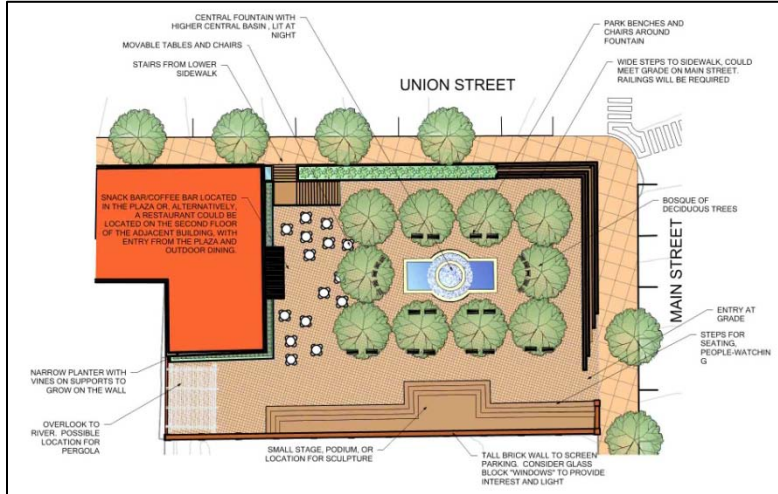 CENTRAL FOUNTAIN WITH
HIGHER CENTRAL BASIN , LIT AT
NIGHT
MOVABLE TABLES AND CHAIRS
STAIRS FROM LOWER
SIDEWALK
PARK BENCHES AND
CHAIRS AROUND
FOUNTAIN
WIDE STEPS TO SIDEWALK, COULD
MEET GRADE ON MAIN STREET.
RAILINGS WILL BE REQUIRED
UNION STREET
SNACK BAR/COFFEE BAR LOCATED
IN THE PLAZA OR, ALTERNATIVELY,
A RESTAURANT COULD BE
LOCATED ON THE SECOND FLOOR
OF THE ADJACENT BUILDING, WITH
ENTRY FROM THE PLAZA AND
OUTDOOR DINING.
BOSQUE OF
DECIDUOUS TREES
MAIN STREET
ENTRY AT
GRADE
STEPS FOR
SEATING,
PEOPLE-WATCHIN
G
NARROW PLANTER WITH
VINES ON SUPPORTS TO
GROW ON THE WALL
OVERLOOK TO
RIVER. POSSIBLE
LOCATION FOR
PERGOLA
SMALL STAGE, PODIUM, OR
LOCATION FOR SCULPTURE
TALL BRICK WALL TO SCREEN
PARKING. CONSIDER GLASS
BLOCK "WINDOWS" TO PROVIDE
INTEREST AND LIGHT